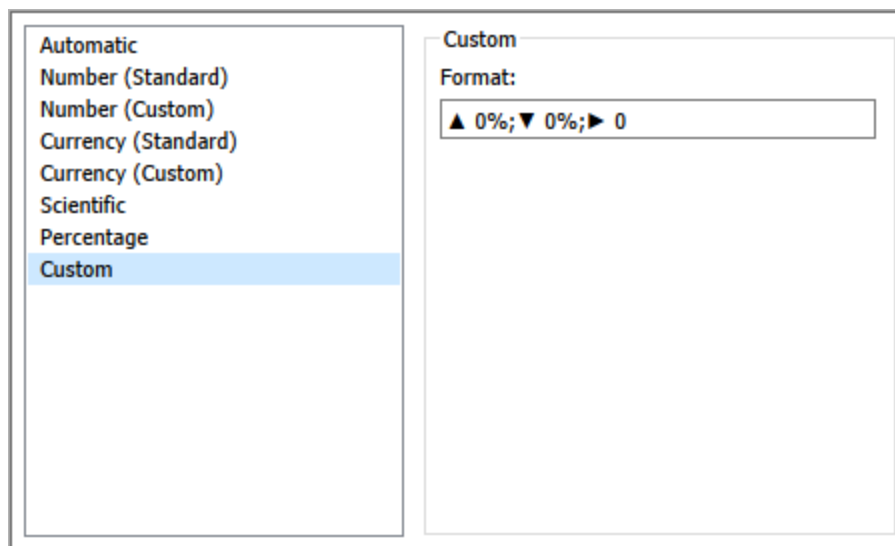 Automatic
Number (Standard)
Number (Custom)
Currency (Standard)
Currency (Custom)
Scientific
Percentage
Custom
Custom
Format:
▲ 0%;▼ 0%;► 0